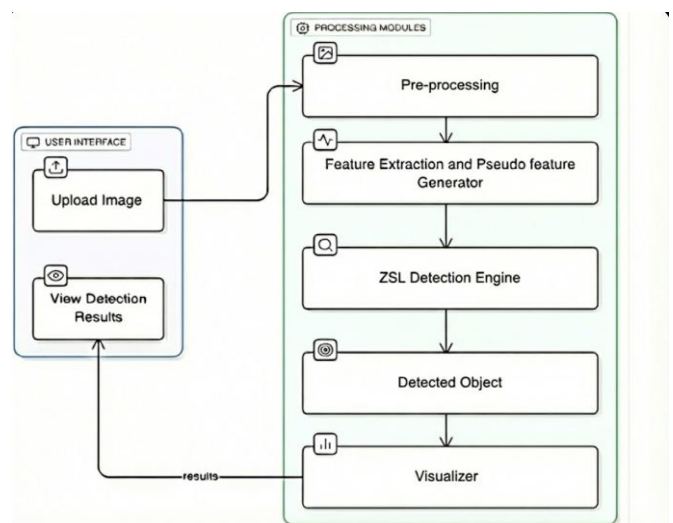 PROCESSING MODULES
Pre-processing
USER INTERFACE
Upload Image
Feature Extraction and Pseudo feature
Generator
ZSL Detection Engine
View Detection
Results
Detected Object
Visualizer
results